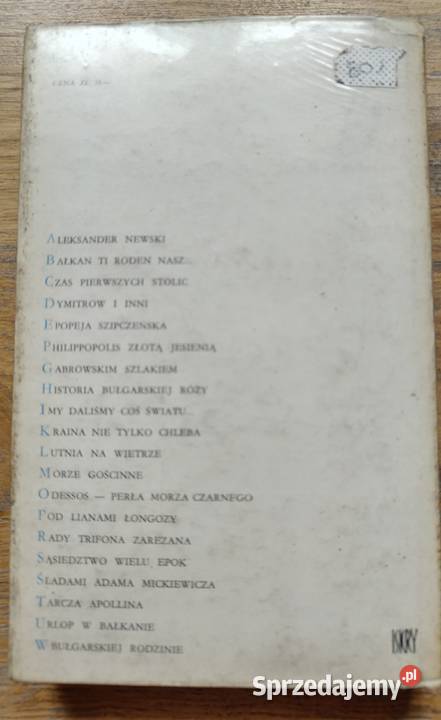 CENA ZŁ
ALEKSANDER NEWSKI
BAŁKAN TI RODEN NASZ...
CZAS PIERWSZYCH STOLIC
DYMITROW I INNI
EPOPEJA SZIPCZEŃSKA
PHILIPPOPOLIS ZŁOTĄ JESIENIĄ
GABROWSKIM SZLAKIEM
HISTORIA BUŁGARSKIEJ RÓŻY
I MY DALIŚMY COŚ ŚWIATU...
KRAINA NIE TYLKO CHLEBA
LUTNIA NA WIETRZE
MORZE GOŚCINNE
ODESSOS — PERŁA MORZA CZARNEGO
POD LIANAMI ŁONGOZY
RADY TRIFONA ZAREZANA
SĄSIEDZTWO WIELU EPOK
ŚLADAMI ADAMA MICKIEWICZA
TARCZA APOLLINA
URLOP W BAŁKANIE
W BUŁGARSKIEJ RODZINIE
ISKRY
Sprzedajemy.pl